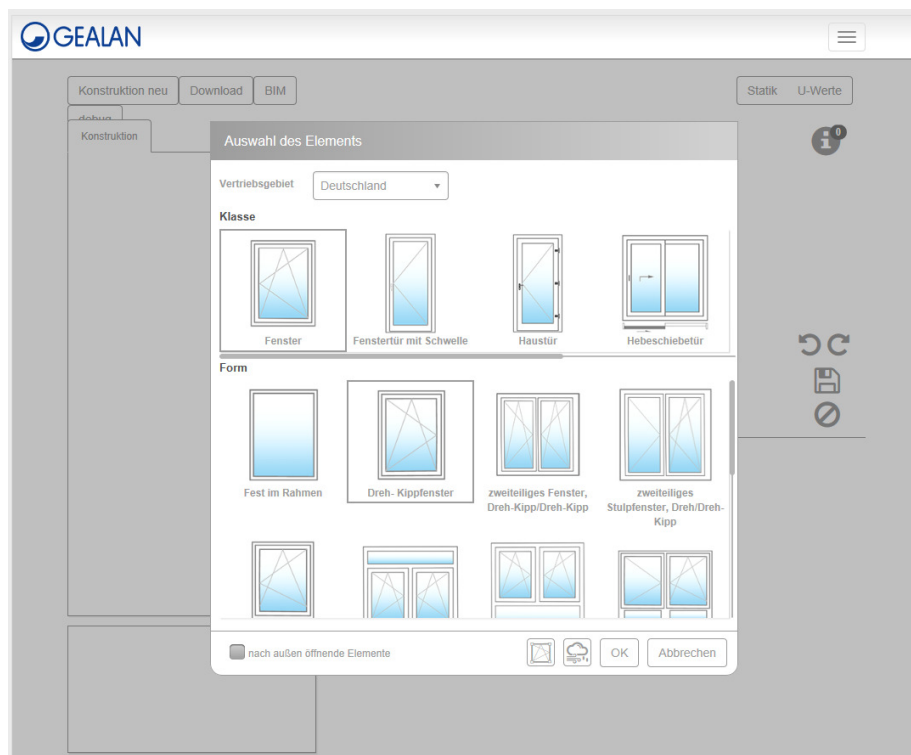 GEALAN
Konstruktion neu
Download
BIM
Statik
U-Werte
debug
Konstruktion
0
Auswahl des Elements
Vertriebsgebiet
Deutschland
Klasse
Fenster
Fenstertür mit Schwelle
Haustür
Hebeschiebetür
Form
Fest im Rahmen
Dreh- Kippfenster
zweiteiliges Fenster,
Dreh-Kipp/Dreh-Kipp
zweiteiliges
Stulpfenster, Dreh/Dreh-
Kipp
nach außen öffnende Elemente
OK
Abbrechen